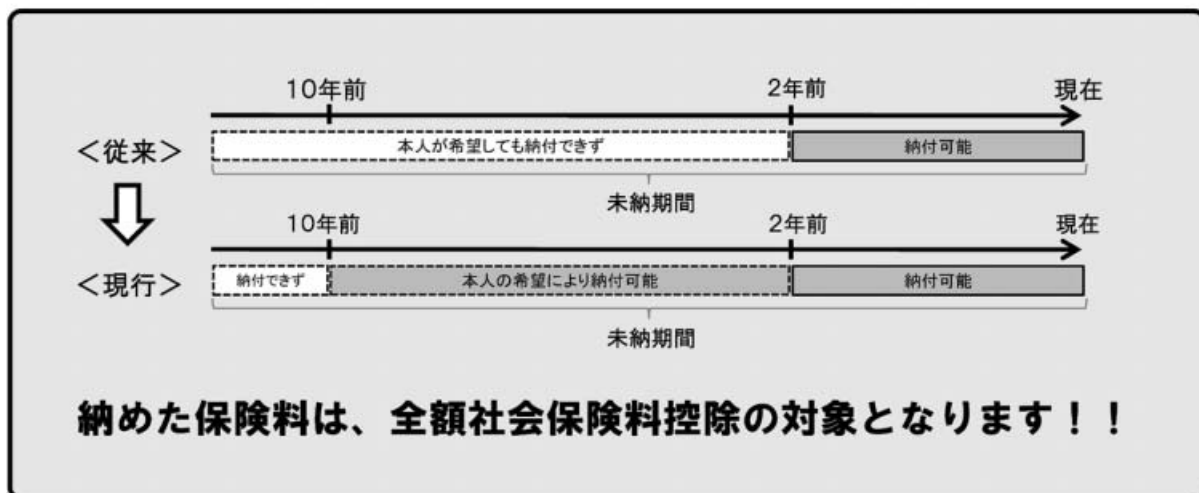 10年前 2年前 現在
<従来> 本人が希望しても納付できず 納付可能
未納期間
10年前 2年前 現在
<現行> 納付できず 本人の希望により納付可能 納付可能
未納期間
納めた保険料は、全額社会保険料控除の対象となります！！